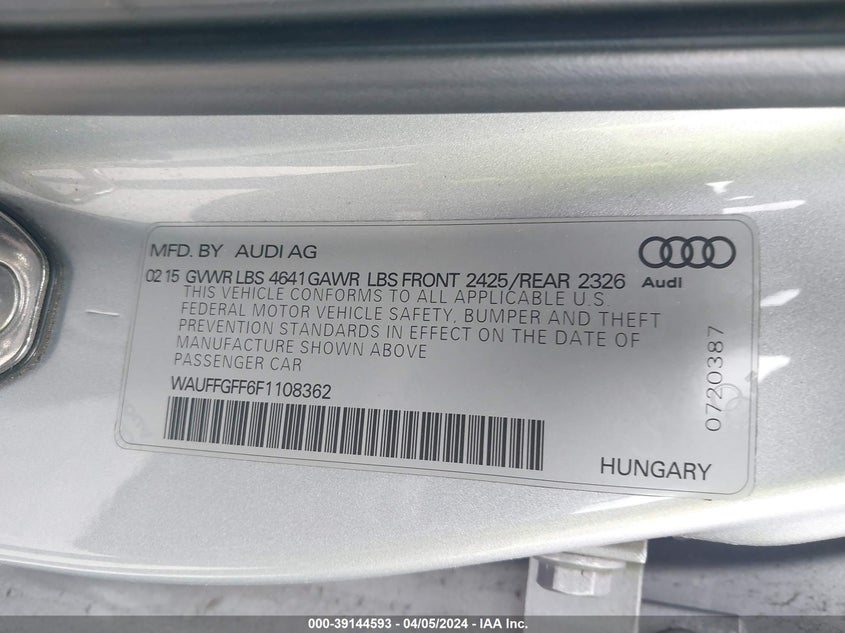 MFD. BY AUDI AG
Audi
02 15 GVWR LBS 4641 GAWR LBS FRONT 2425/REAR 2326
THIS VEHICLE CONFORMS TO ALL APPLICABLE U.S.
FEDERAL MOTOR VEHICLE SAFETY, BUMPER AND THEFT
PREVENTION STANDARDS IN EFFECT ON THE DATE OF
MANUFACTURE SHOWN ABOVE
PASSENGER CAR
WAUFFGFF6F1108362
0720387
HUNGARY
000-39144593 - 04/05/2024 - IAA Inc.